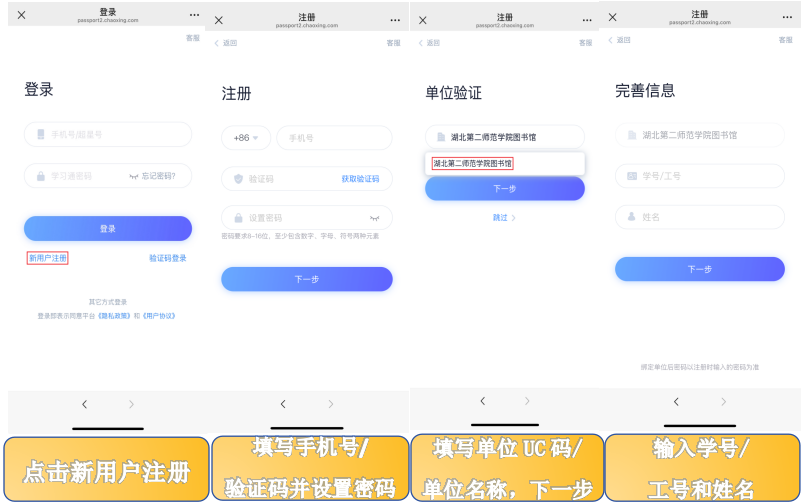 登录
passport2.chaoxing.com
客服
登录
手机号/超星号
学习通密码
忘记密码?
登录
新用户注册
验证码登录
其它方式登录
登录即表示同意平台《隐私政策》和《用户协议》
点击新用户注册
注册
passport2.chaoxing.com
返回
客服
注册
+86
手机号
验证码
获取验证码
设置密码
密码要求8-16位，至少包含数字、字母、符号两种元素
下一步
填写手机号/
验证码并设置密码
注册
passport2.chaoxing.com
返回
客服
单位验证
湖北第二师范学院图书馆
湖北第二师范学院图书馆
下一步
跳过
填写单位 UC 码/
单位名称，下一步
注册
passport2.chaoxing.com
返回
客服
完善信息
湖北第二师范学院图书馆
学号/工号
姓名
下一步
绑定单位后密码以注册时输入的密码为准
输入学号/
工号和姓名